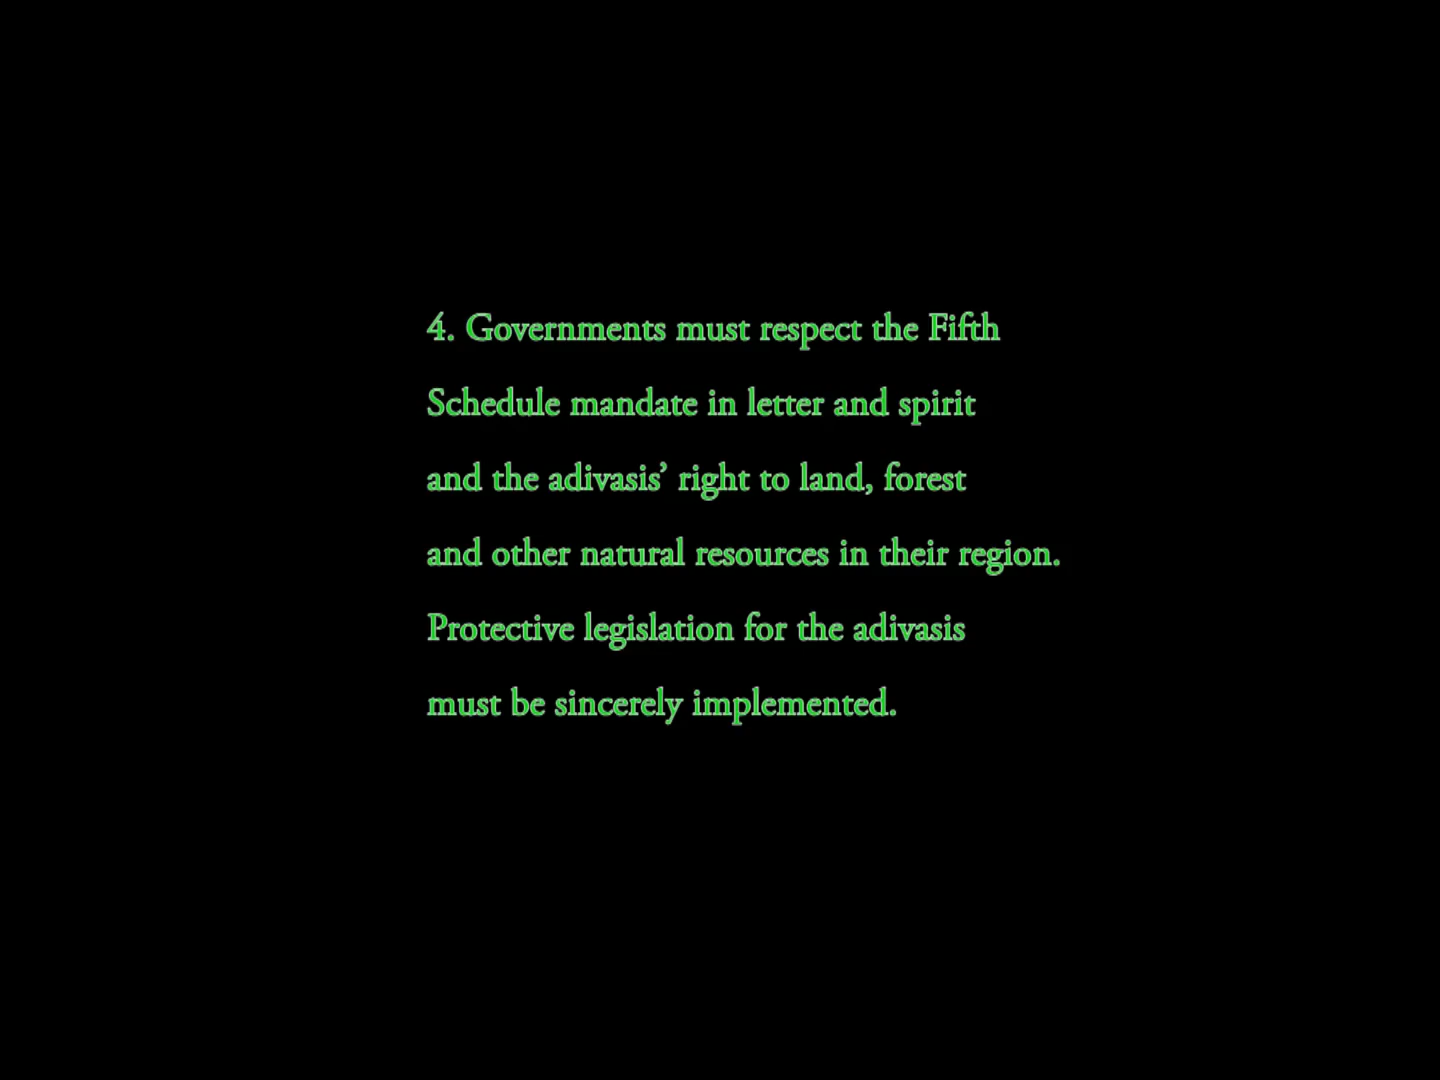 4. Governments must respect the Fifth
Schedule mandate in letter and spirit
and the adivasis’ right to land, forest
and other natural resources in their region.
Protective legislation for the adivasis
must be sincerely implemented.